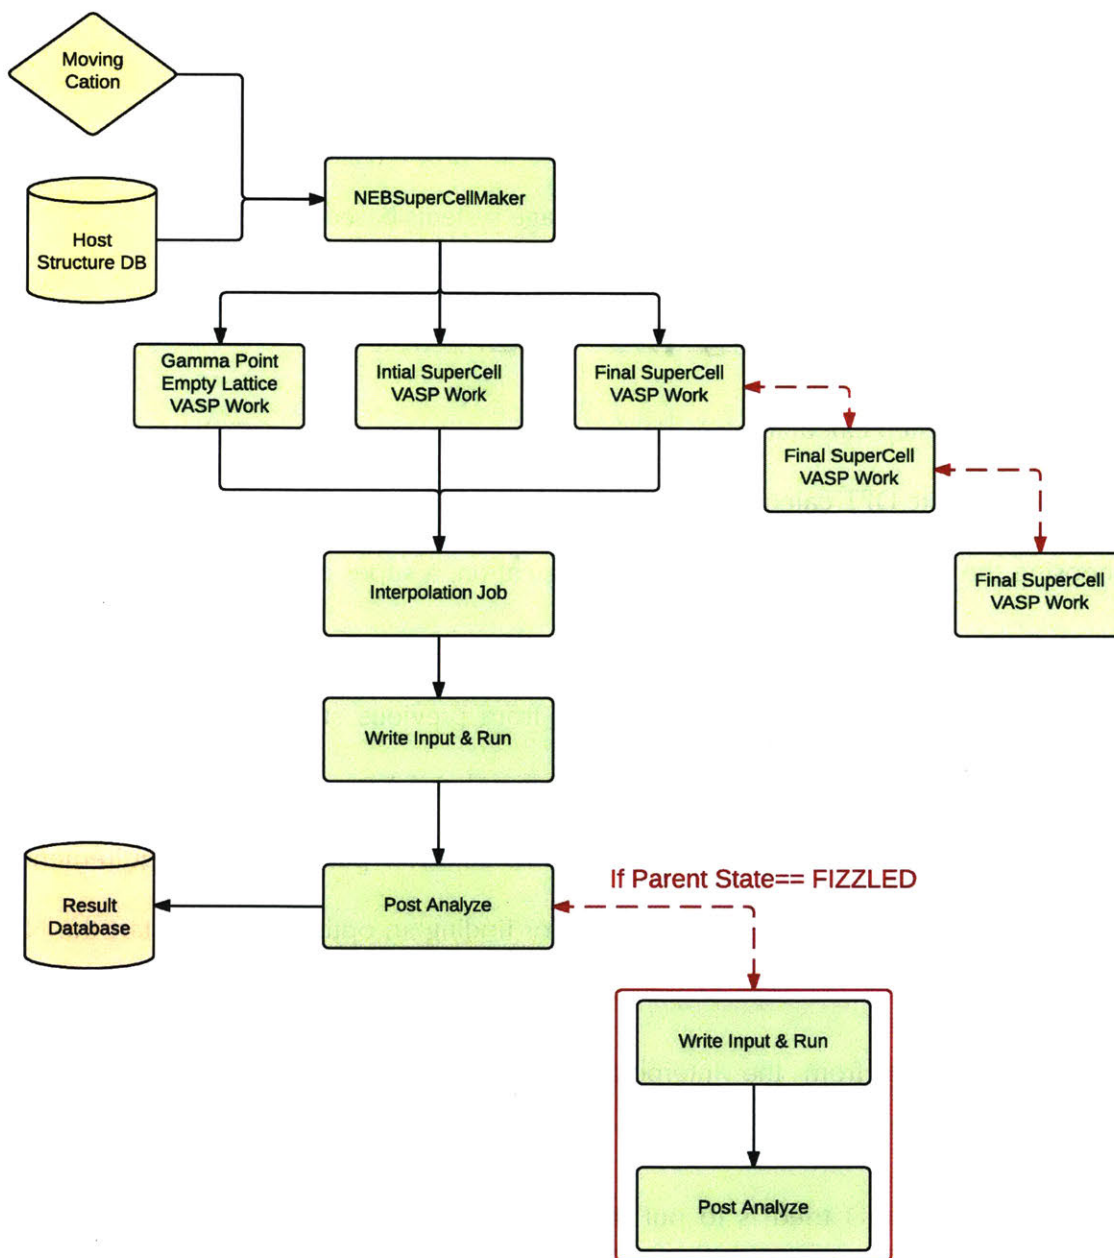 Moving
Cation
NEBSuperCellMaker
Host
Structure DB
Gamma Point
Empty Lattice
VASP Work
Intial SuperCell
VASP Work
Final SuperCell
VASP Work
Final SuperCell
VASP Work
Final SuperCell
VASP Work
Interpolation Job
Write Input & Run
If Parent State== FIZZLED
Post Analyze
Result
Database
Write Input & Run
Post Analyze